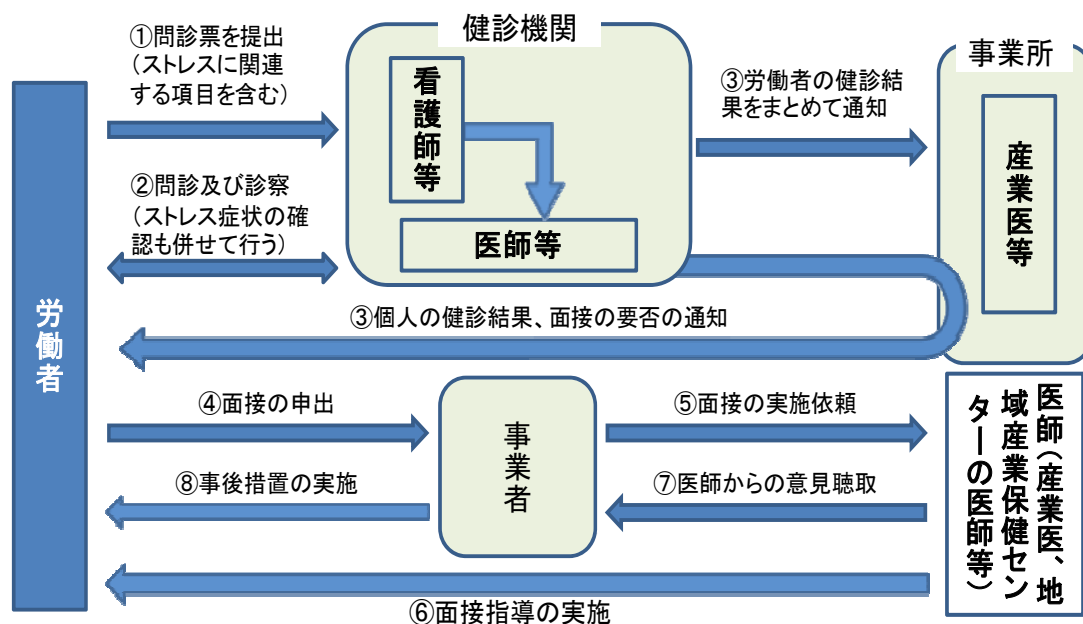 健診機関
①問診票を提出
（ストレスに関連
する項目を含む）
看護師等
医師等
③労働者の健診結
果をまとめて通知
事業所
産業医等
②問診及び診察
（ストレス症状の確
認も併せて行う）
③個人の健診結果、面接の要否の通知
労働者
④面接の申出
事業者
⑤面接の実施依頼
医師（産業医、地
域産業保健セン
ターの医師等）
⑧事後措置の実施
⑦医師からの意見聴取
⑥面接指導の実施